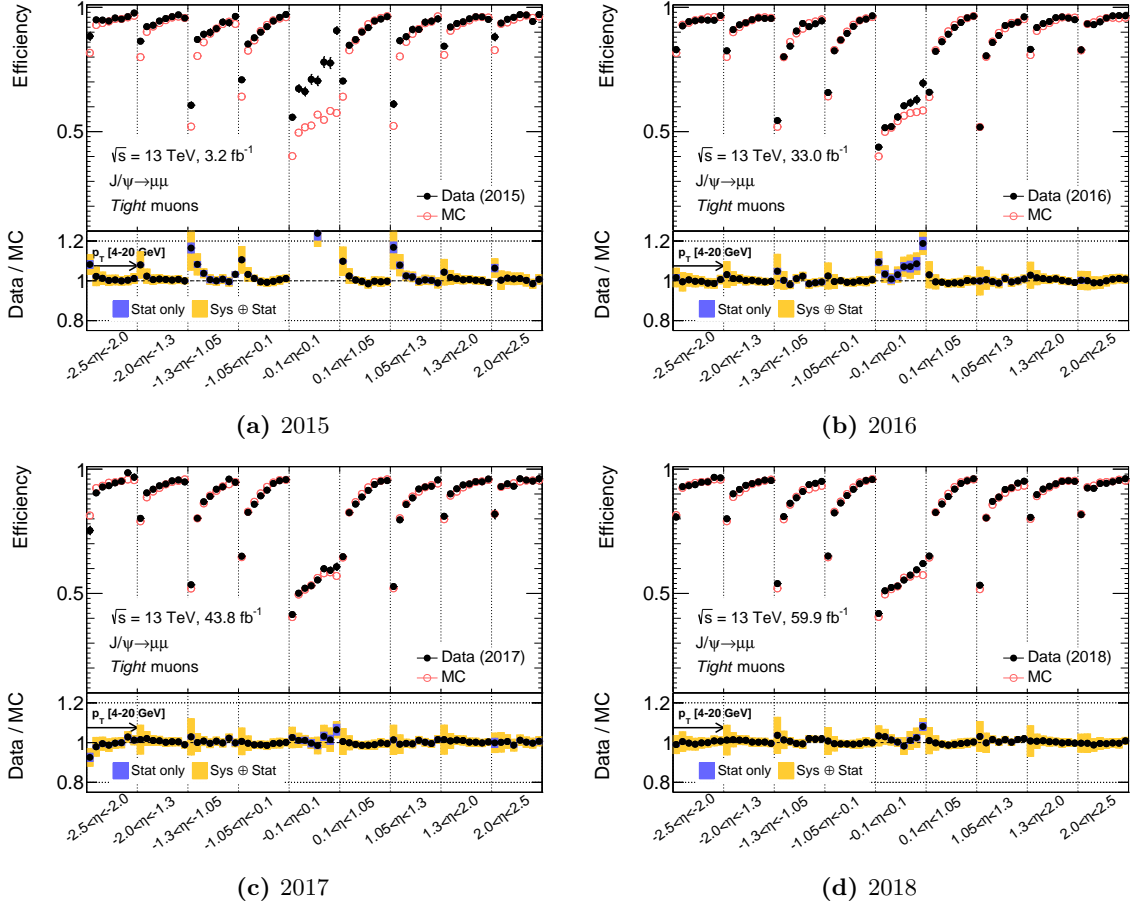 Efficiency
1
0.5
√s = 13 TeV, 3.2 fb⁻¹
J/ψ→μμ
Tight muons
Data (2015)
MC
Data / MC
1.2
1
0.8
p_T [4-20 GeV]
Stat only
Sys ⊕ Stat
-2.5<η<-2.0
-2.0<η<-1.3
-1.3<η<-1.05
-1.05<η<-0.1
-0.1<η<0.1
0.1<η<1.05
1.05<η<1.3
1.3<η<2.0
2.0<η<2.5
(a) 2015
Efficiency
1
0.5
√s = 13 TeV, 33.0 fb⁻¹
J/ψ→μμ
Tight muons
Data (2016)
MC
Data / MC
1.2
1
0.8
p_T [4-20 GeV]
Stat only
Sys ⊕ Stat
-2.5<η<-2.0
-2.0<η<-1.3
-1.3<η<-1.05
-1.05<η<-0.1
-0.1<η<0.1
0.1<η<1.05
1.05<η<1.3
1.3<η<2.0
2.0<η<2.5
(b) 2016
Efficiency
1
0.5
√s = 13 TeV, 43.8 fb⁻¹
J/ψ→μμ
Tight muons
Data (2017)
MC
Data / MC
1.2
1
0.8
p_T [4-20 GeV]
Stat only
Sys ⊕ Stat
-2.5<η<-2.0
-2.0<η<-1.3
-1.3<η<-1.05
-1.05<η<-0.1
-0.1<η<0.1
0.1<η<1.05
1.05<η<1.3
1.3<η<2.0
2.0<η<2.5
(c) 2017
Efficiency
1
0.5
√s = 13 TeV, 59.9 fb⁻¹
J/ψ→μμ
Tight muons
Data (2018)
MC
Data / MC
1.2
1
0.8
p_T [4-20 GeV]
Stat only
Sys ⊕ Stat
-2.5<η<-2.0
-2.0<η<-1.3
-1.3<η<-1.05
-1.05<η<-0.1
-0.1<η<0.1
0.1<η<1.05
1.05<η<1.3
1.3<η<2.0
2.0<η<2.5
(d) 2018